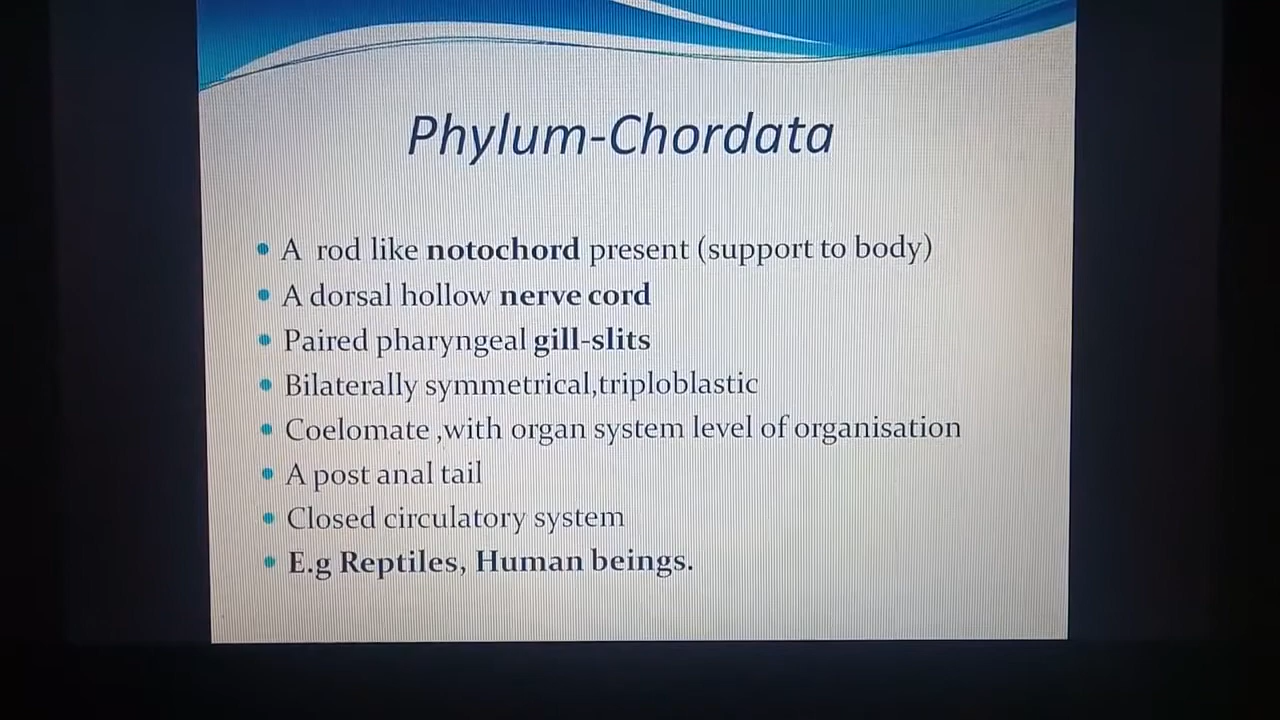 Phylum-Chordata
A rod like notochord present (support to body)
A dorsal hollow nerve cord
Paired pharyngeal gill-slits
Bilaterally symmetrical,triploblastic
Coelomate ,with organ system level of organisation
A post anal tail
Closed circulatory system
E.g Reptiles, Human beings.